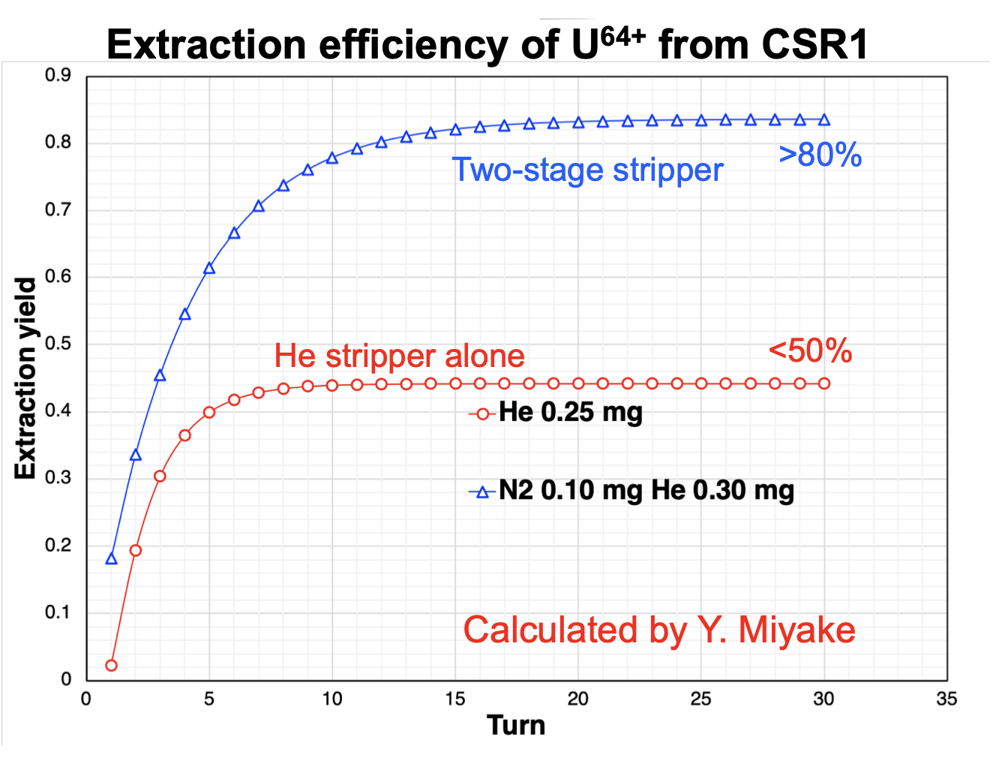 Extraction efficiency of U⁶⁴⁺ from CSR1
0.9
0.8
0.7
0.6
0.5
0.4
0.3
0.2
0.1
0
Extraction yield
>80%
Two-stage stripper
<50%
He stripper alone
He 0.25 mg
N2 0.10 mg He 0.30 mg
Calculated by Y. Miyake
0 5 10 15 20 25 30 35
Turn